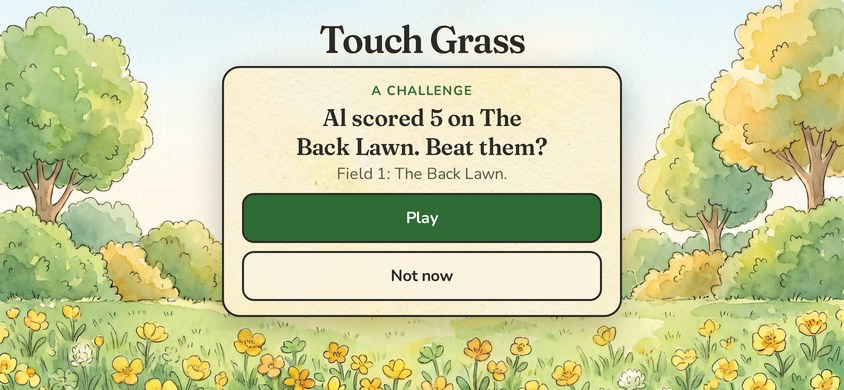 Touch Grass
A CHALLENGE
Al scored 5 on The
Back Lawn. Beat them?
Field 1: The Back Lawn.
Play
Not now